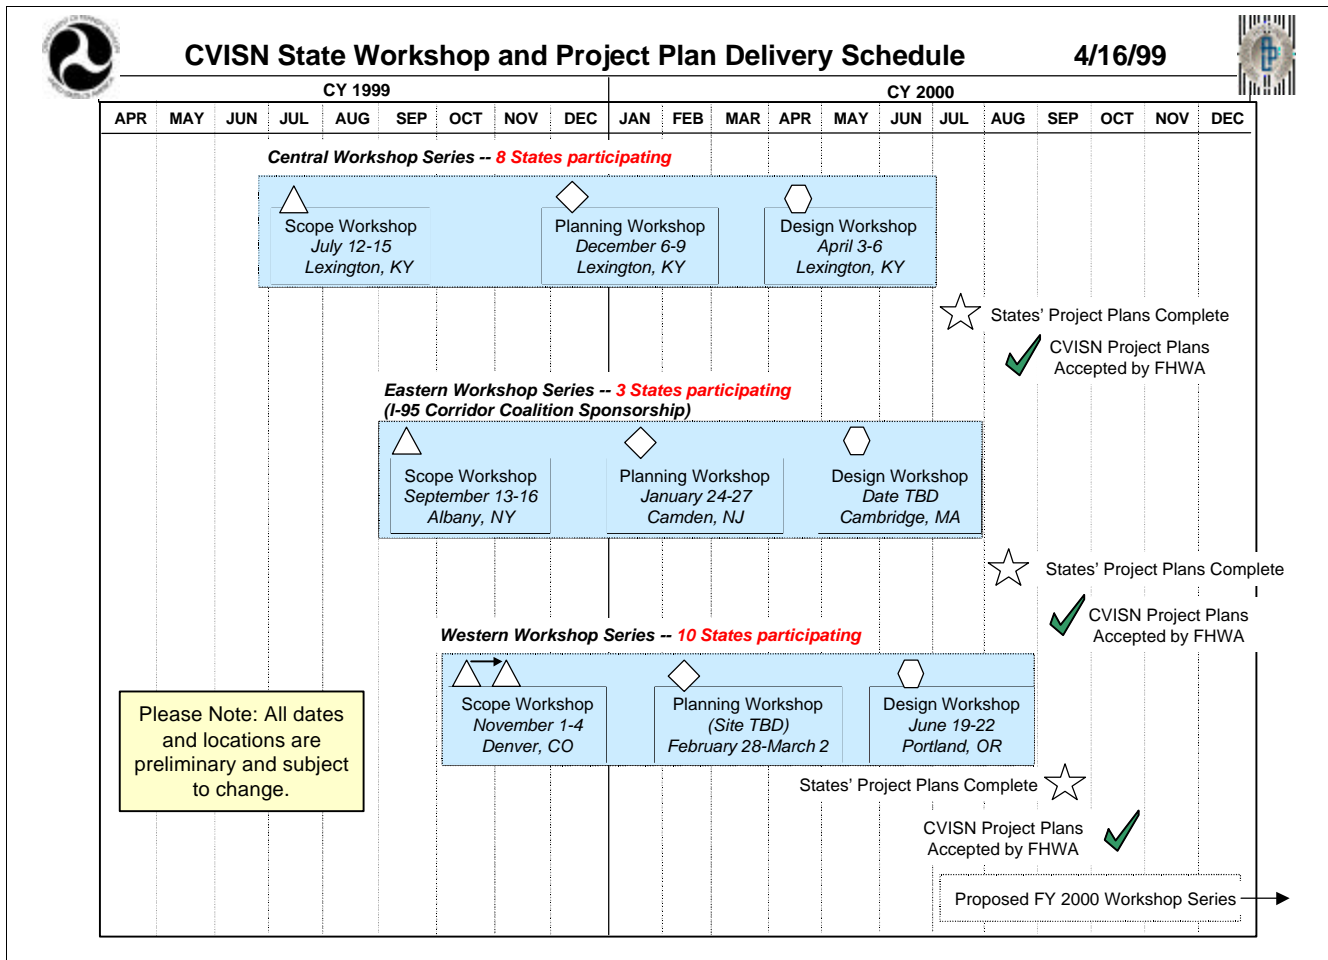 CVISN State Workshop and Project Plan Delivery Schedule 4/16/99
CY 1999 CY 2000
APR MAY JUN JUL AUG SEP OCT NOV DEC JAN FEB MAR APR MAY JUN JUL AUG SEP OCT NOV DEC
Central Workshop Series -- 8 States participating
Scope Workshop
July 12-15
Lexington, KY
Planning Workshop
December 6-9
Lexington, KY
Design Workshop
April 3-6
Lexington, KY
States' Project Plans Complete
CVISN Project Plans
Accepted by FHWA
Eastern Workshop Series -- 3 States participating
(I-95 Corridor Coalition Sponsorship)
Scope Workshop
September 13-16
Albany, NY
Planning Workshop
January 24-27
Camden, NJ
Design Workshop
Date TBD
Cambridge, MA
States' Project Plans Complete
CVISN Project Plans
Accepted by FHWA
Western Workshop Series -- 10 States participating
Scope Workshop
November 1-4
Denver, CO
Planning Workshop
(Site TBD)
February 28-March 2
Design Workshop
June 19-22
Portland, OR
Please Note: All dates
and locations are
preliminary and subject
to change.
States' Project Plans Complete
CVISN Project Plans
Accepted by FHWA
Proposed FY 2000 Workshop Series